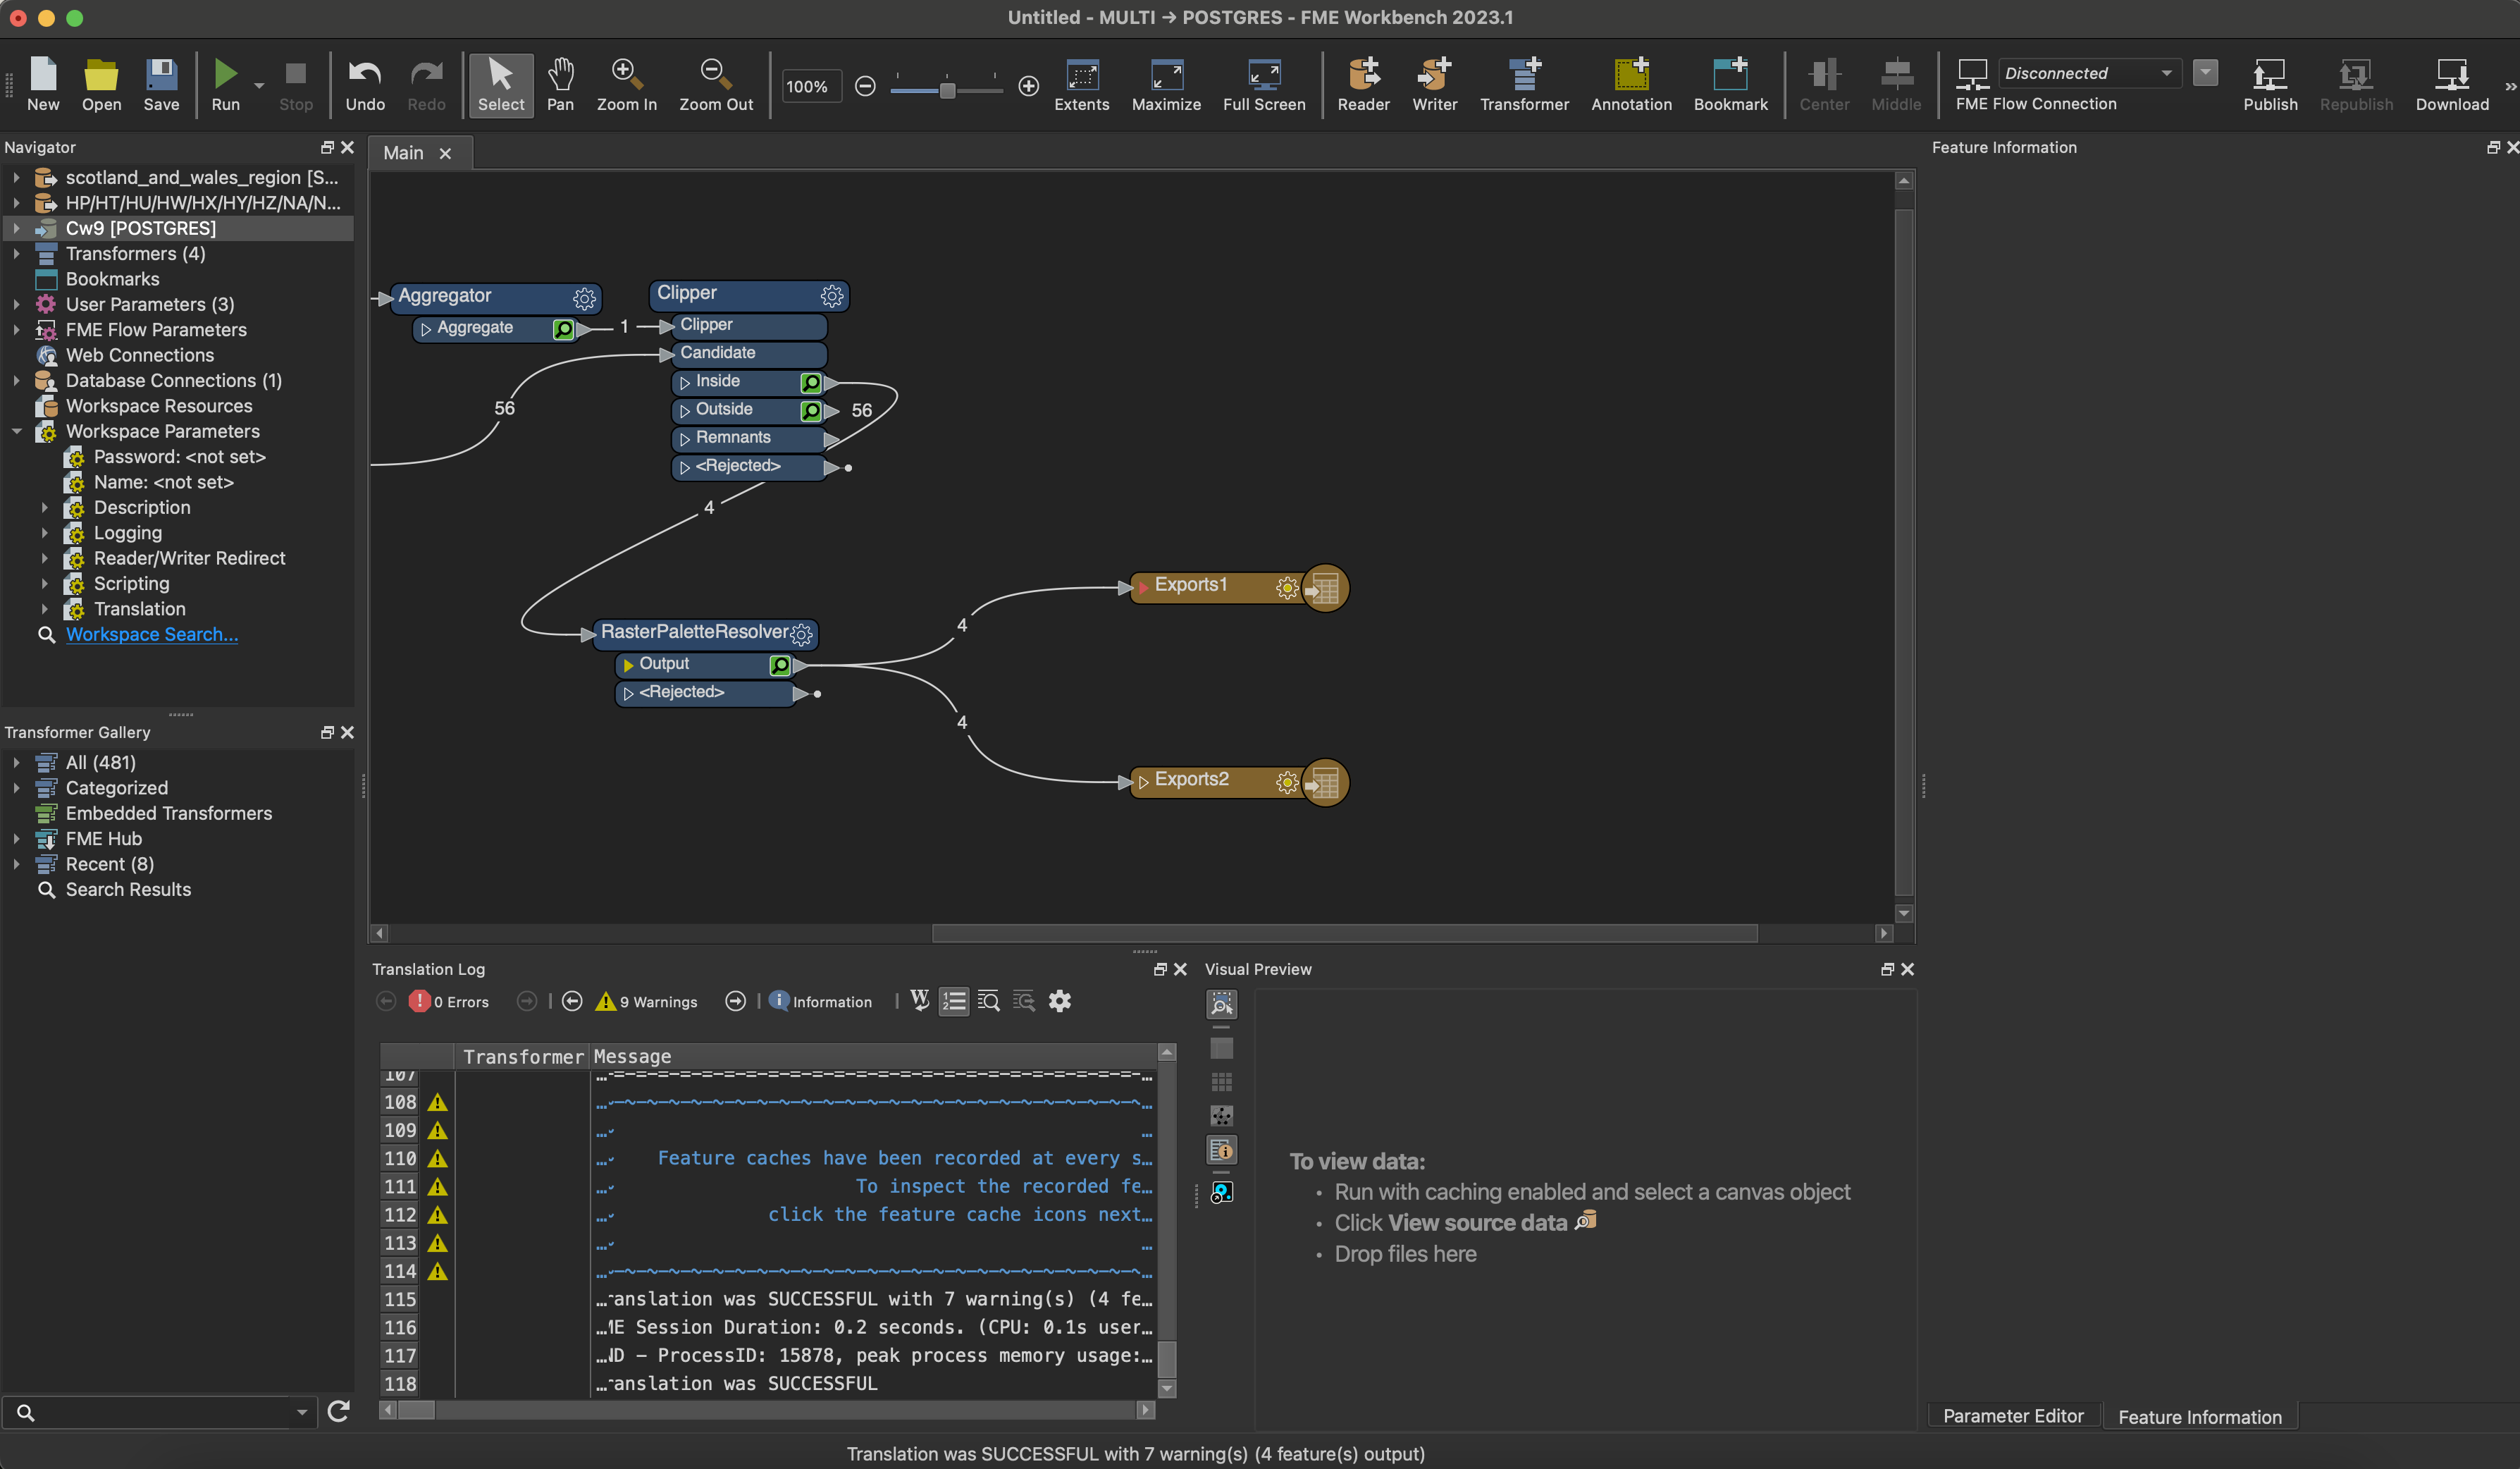 Untitled - MULTI → POSTGRES - FME Workbench 2023.1
New
Open
Save
Run
Stop
Undo
Redo
Select
Pan
Zoom In
Zoom Out
100%
Extents
Maximize
Full Screen
Reader
Writer
Transformer
Annotation
Bookmark
Center
Middle
Disconnected
FME Flow Connection
Publish
Republish
Download
»
Navigator
scotland_and_wales_region [S...
HP/HT/HU/HW/HX/HY/HZ/NA/N...
Cw9 [POSTGRES]
Transformers (4)
Bookmarks
User Parameters (3)
FME Flow Parameters
Web Connections
Database Connections (1)
Workspace Resources
Workspace Parameters
Password: <not set>
Name: <not set>
Description
Logging
Reader/Writer Redirect
Scripting
Translation
Workspace Search...
Transformer Gallery
All (481)
Categorized
Embedded Transformers
FME Hub
Recent (8)
Search Results
Main
Aggregator
Aggregate
1
Clipper
Clipper
Candidate
Inside
Outside
Remnants
<Rejected>
56
56
4
RasterPaletteResolver
Output
<Rejected>
4
4
Exports1
Exports2
Translation Log
0 Errors
9 Warnings
Information
Transformer Message
107 …-=-=-=-=-=-=-=-=-=-=-=-=-=-=-=-=-=-=-=-=-=-=-=-=-…
108 …~~~~~~~~~~~~~~~~~~~~~~~~~~~~~~~~~~~~~~~~~~~~~~~~~…
109 …~ …
110 …~ Feature caches have been recorded at every s…
111 …~ To inspect the recorded fe…
112 …~ click the feature cache icons next…
113 …~ …
114 …~~~~~~~~~~~~~~~~~~~~~~~~~~~~~~~~~~~~~~~~~~~~~~~~~…
115 …ranslation was SUCCESSFUL with 7 warning(s) (4 fe…
116 …ME Session Duration: 0.2 seconds. (CPU: 0.1s user…
117 …ND - ProcessID: 15878, peak process memory usage:…
118 …ranslation was SUCCESSFUL
Visual Preview
To view data:
• Run with caching enabled and select a canvas object
• Click View source data
• Drop files here
Feature Information
Parameter Editor
Feature Information
Translation was SUCCESSFUL with 7 warning(s) (4 feature(s) output)